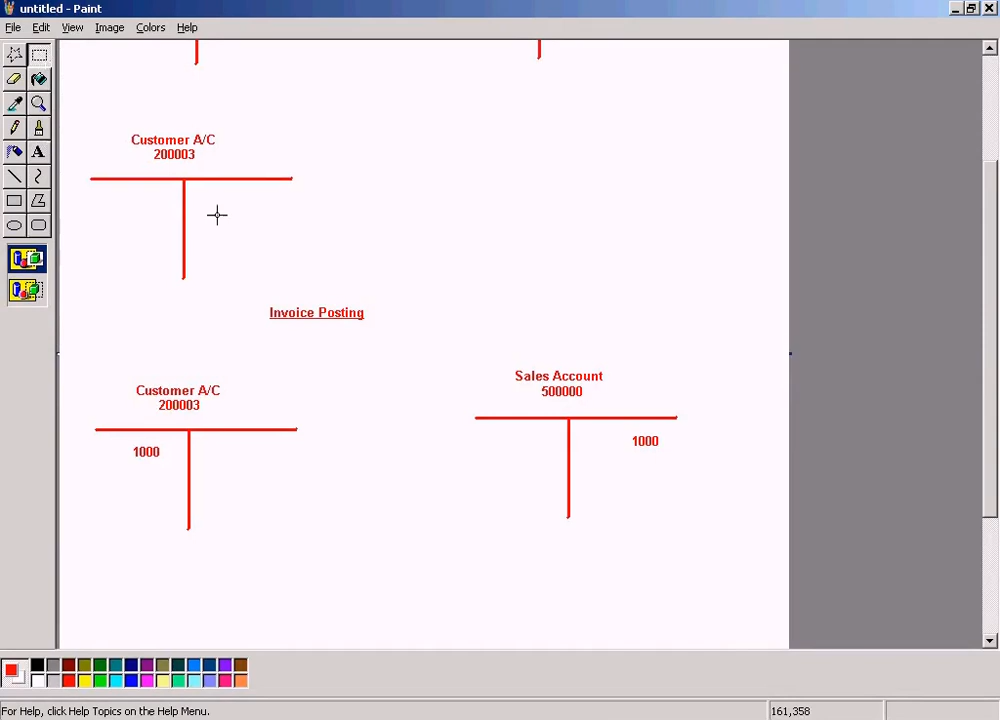 untitled - Paint
File Edit View Image Colors Help
Customer A/C
200003
Invoice Posting
Customer A/C
200003
1000
Sales Account
500000
1000
For Help, click Help Topics on the Help Menu.
161,358